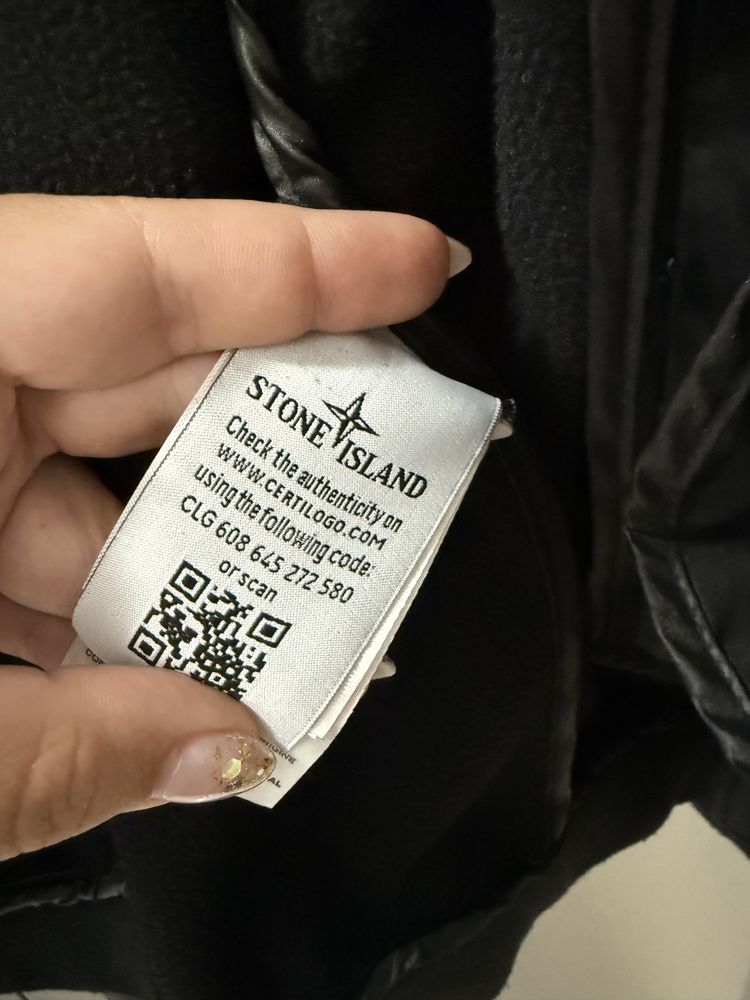 STONE ISLAND
Check the authenticity on
WWW.CERTILOGO.COM
using the following code:
CLG 608 645 272 580
or scan